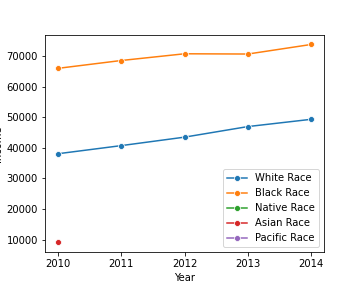 70000
60000
50000
40000
30000
20000
10000
2010 2011 2012 2013 2014
Year
White Race
Black Race
Native Race
Asian Race
Pacific Race